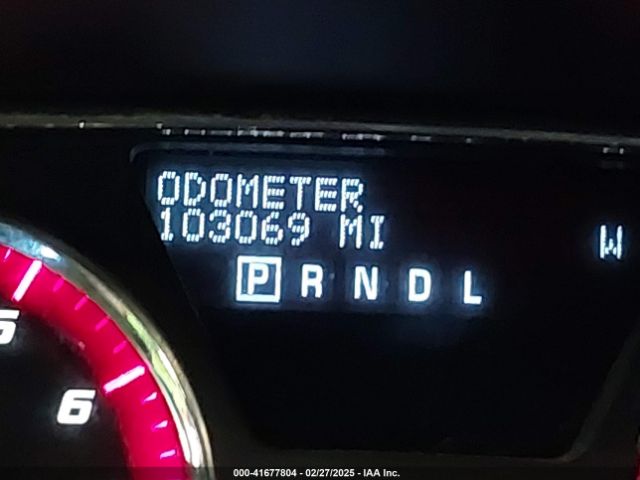 ODOMETER
103069 MI
W
P R N D L
5
6
000-41677804 - 02/27/2025 - IAA Inc.